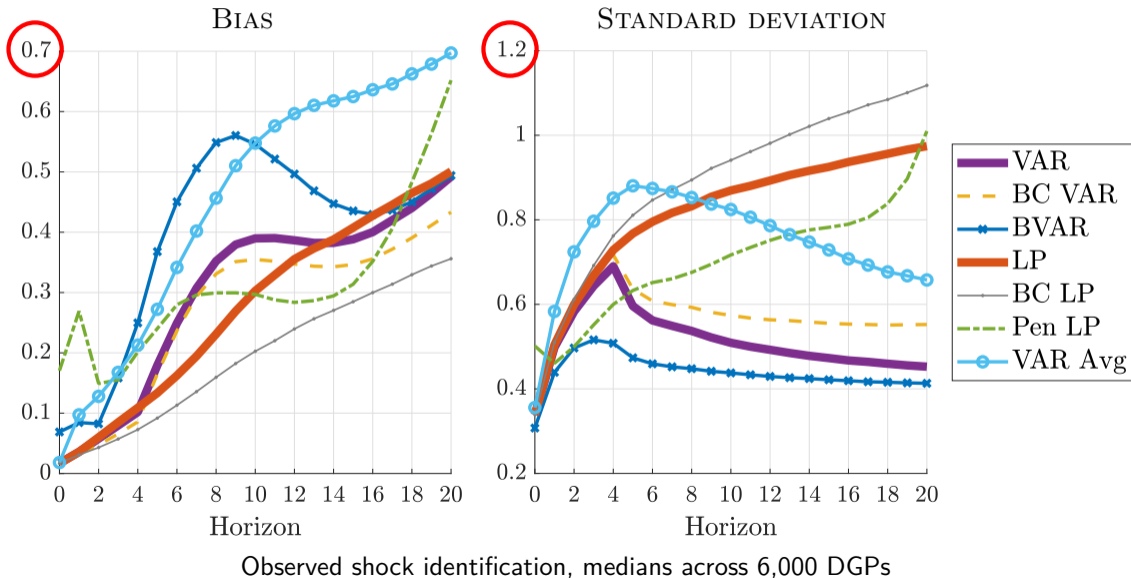 BIAS
0.7
0.6
0.5
0.4
0.3
0.2
0.1
0
0 2 4 6 8 10 12 14 16 18 20
Horizon
STANDARD DEVIATION
1.2
1
0.8
0.6
0.4
0.2
0 2 4 6 8 10 12 14 16 18 20
Horizon
VAR
BC VAR
BVAR
LP
BC LP
Pen LP
VAR Avg
Observed shock identification, medians across 6,000 DGPs